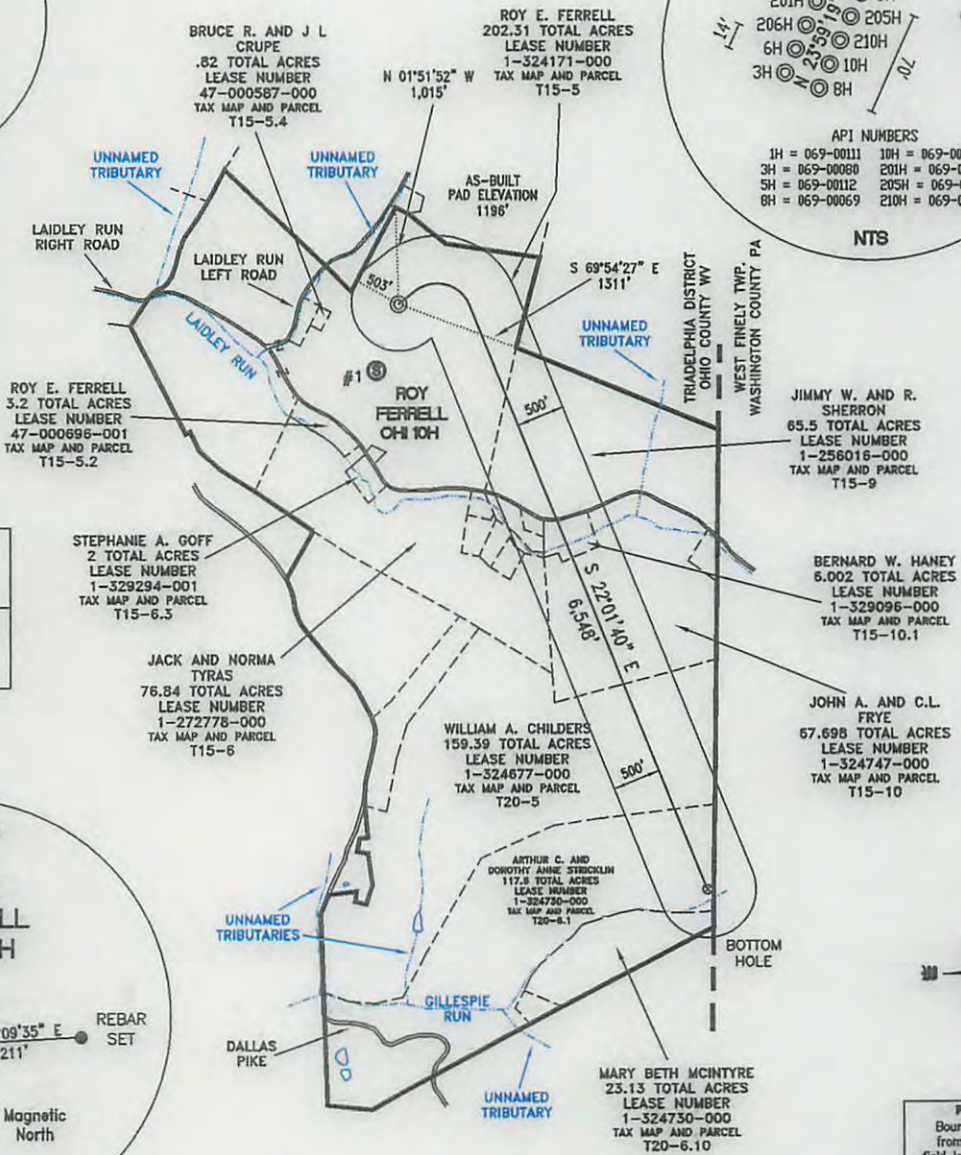 BRUCE R. AND J L
CRUPE
.82 TOTAL ACRES
LEASE NUMBER
47-000587-000
TAX MAP AND PARCEL
T15-5.4
N 01°51'52" W
1,015'
ROY E. FERRELL
202.31 TOTAL ACRES
LEASE NUMBER
1-324171-000
TAX MAP AND PARCEL
T15-5
14'
206H
6H
3H
205H
210H
10H
8H
N 23°59'19"
70'
API NUMBERS
1H = 069-00111 10H = 069-00
3H = 069-00080 201H = 069-0
5H = 069-00112 205H = 069-0
8H = 069-00069 210H = 069-0
NTS
UNNAMED
TRIBUTARY
UNNAMED
TRIBUTARY
AS-BUILT
PAD ELEVATION
1196'
LAIDLEY RUN
RIGHT ROAD
LAIDLEY RUN
LEFT ROAD
LAIDLEY RUN
503'
S 69°54'27" E
1311'
UNNAMED
TRIBUTARY
TRIADELPHIA DISTRICT
OHIO COUNTY WV
WEST FINELY TWP.
WASHINGTON COUNTY PA
#1 S
ROY
FERRELL
OHI 10H
500'
ROY E. FERRELL
3.2 TOTAL ACRES
LEASE NUMBER
47-000696-001
TAX MAP AND PARCEL
T15-5.2
JIMMY W. AND R.
SHERRON
65.5 TOTAL ACRES
LEASE NUMBER
1-256016-000
TAX MAP AND PARCEL
T15-9
STEPHANIE A. GOFF
2 TOTAL ACRES
LEASE NUMBER
1-329294-001
TAX MAP AND PARCEL
T15-6.3
S 22°01'40" E
6,548'
BERNARD W. HANEY
6.002 TOTAL ACRES
LEASE NUMBER
1-329096-000
TAX MAP AND PARCEL
T15-10.1
JACK AND NORMA
TYRAS
76.84 TOTAL ACRES
LEASE NUMBER
1-272778-000
TAX MAP AND PARCEL
T15-6
JOHN A. AND C.L.
FRYE
67.698 TOTAL ACRES
LEASE NUMBER
1-324747-000
TAX MAP AND PARCEL
T15-10
WILLIAM A. CHILDERS
159.39 TOTAL ACRES
LEASE NUMBER
1-324677-000
TAX MAP AND PARCEL
T20-5
500'
ARTHUR C. AND
DOROTHY ANNE STRICKLIN
117.8 TOTAL ACRES
LEASE NUMBER
1-324730-000
TAX MAP AND PARCEL
T20-6.1
UNNAMED
TRIBUTARIES
BOTTOM
HOLE
GILLESPIE
RUN
DALLAS
PIKE
UNNAMED
TRIBUTARY
MARY BETH MCINTYRE
23.13 TOTAL ACRES
LEASE NUMBER
1-324730-000
TAX MAP AND PARCEL
T20-6.10
LL
H
09'35" E
211'
REBAR
SET
Magnetic
North
Bour
from